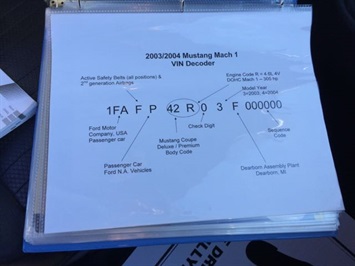 2003/2004 Mustang Mach 1
VIN Decoder
Active Safety Belts (all positions) &
2nd generation Airbags
Engine Code R = 4.6L 4V
DOHC Mach 1 - 305 hp
Model Year
3=2003; 4=2004
1FA F P 42 R 0 3 F 000000
Ford Motor
Company, USA
Passenger car
Check Digit
Sequence
Code
Mustang Coupe
Deluxe / Premium
Body Code
Passenger Car
Ford N.A. Vehicles
Dearborn Assembly Plant
Dearborn, MI